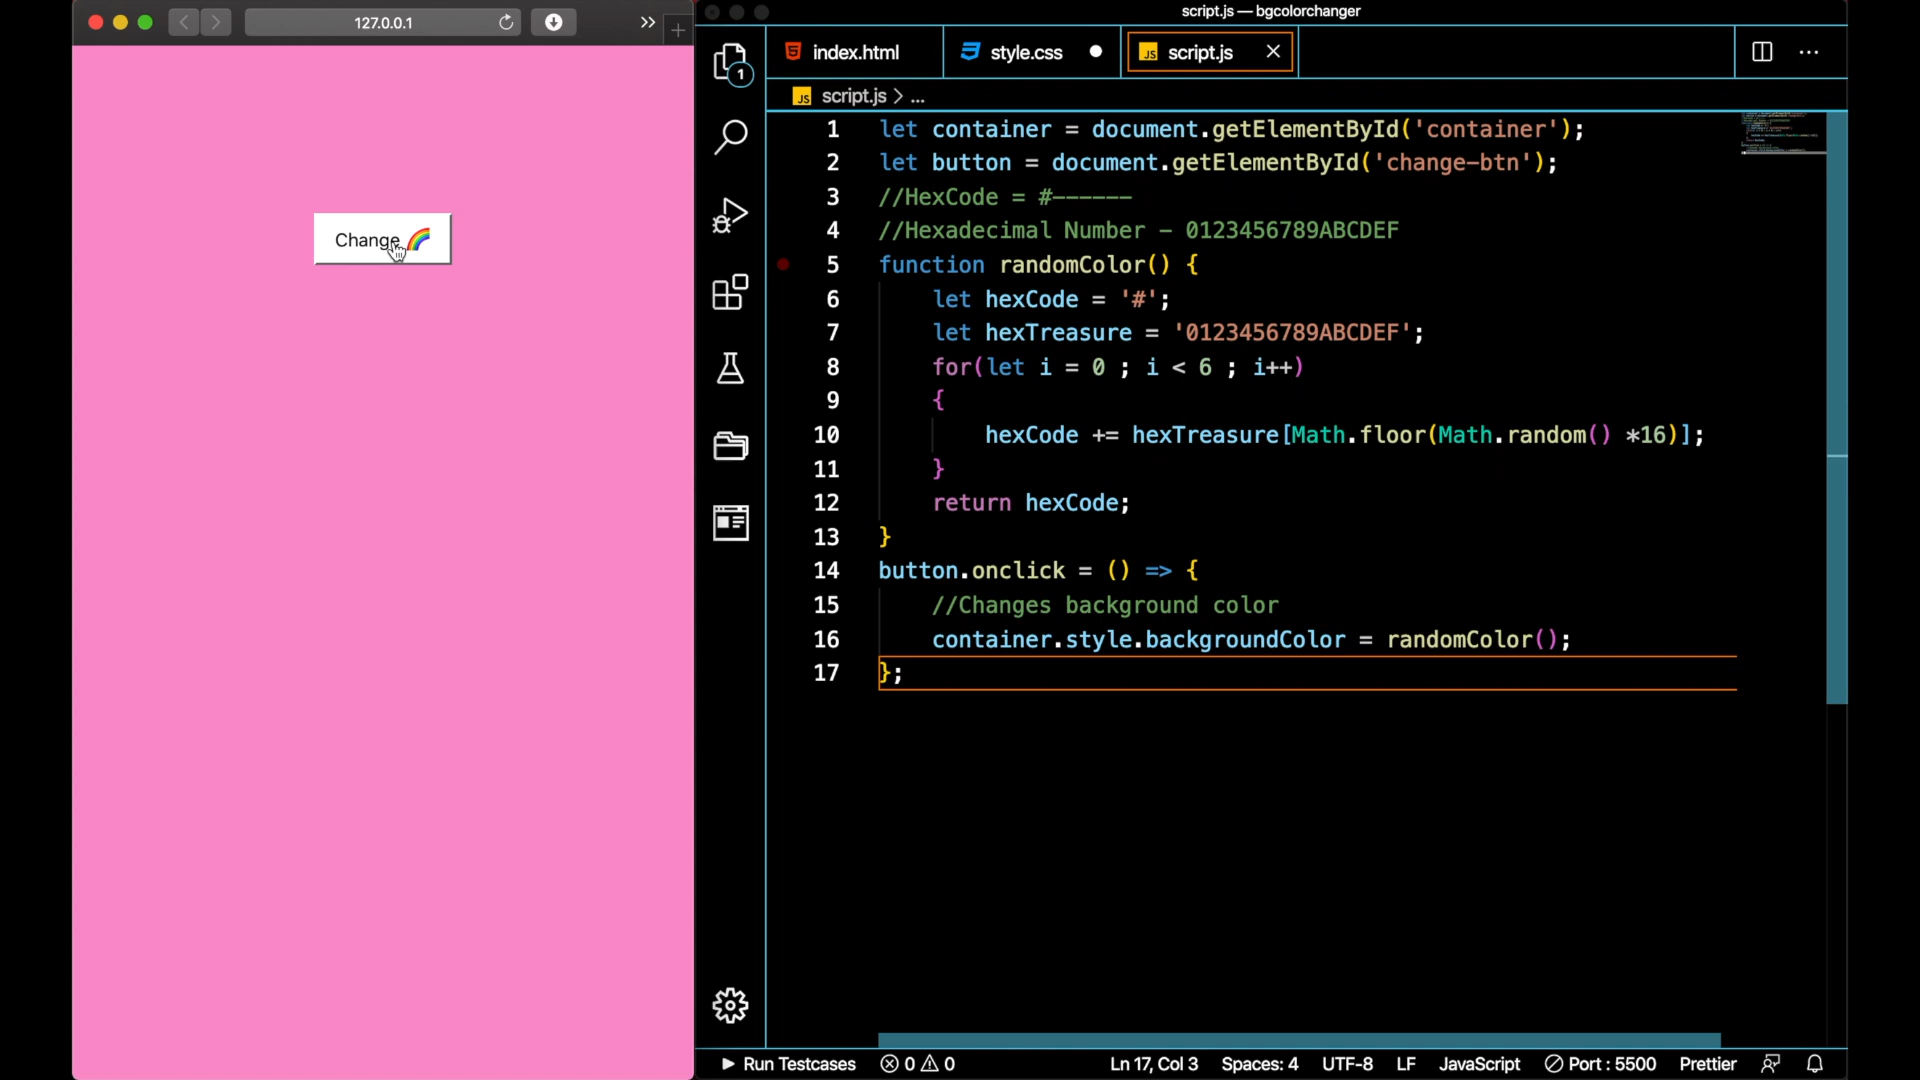 127.0.0.1
Change 🌈
script.js — bgcolorchanger
1
index.html
style.css
JS script.js
JS script.js > ...
1 let container = document.getElementById('container');
2 let button = document.getElementById('change-btn');
3 //HexCode = #------
4 //Hexadecimal Number - 0123456789ABCDEF
5 function randomColor() {
6 let hexCode = '#';
7 let hexTreasure = '0123456789ABCDEF';
8 for(let i = 0 ; i < 6 ; i++)
9 {
10 hexCode += hexTreasure[Math.floor(Math.random() *16)];
11 }
12 return hexCode;
13 }
14 button.onclick = () => {
15 //Changes background color
16 container.style.backgroundColor = randomColor();
17 };
Run Testcases 0 0 Ln 17, Col 3 Spaces: 4 UTF-8 LF JavaScript Port : 5500 Prettier